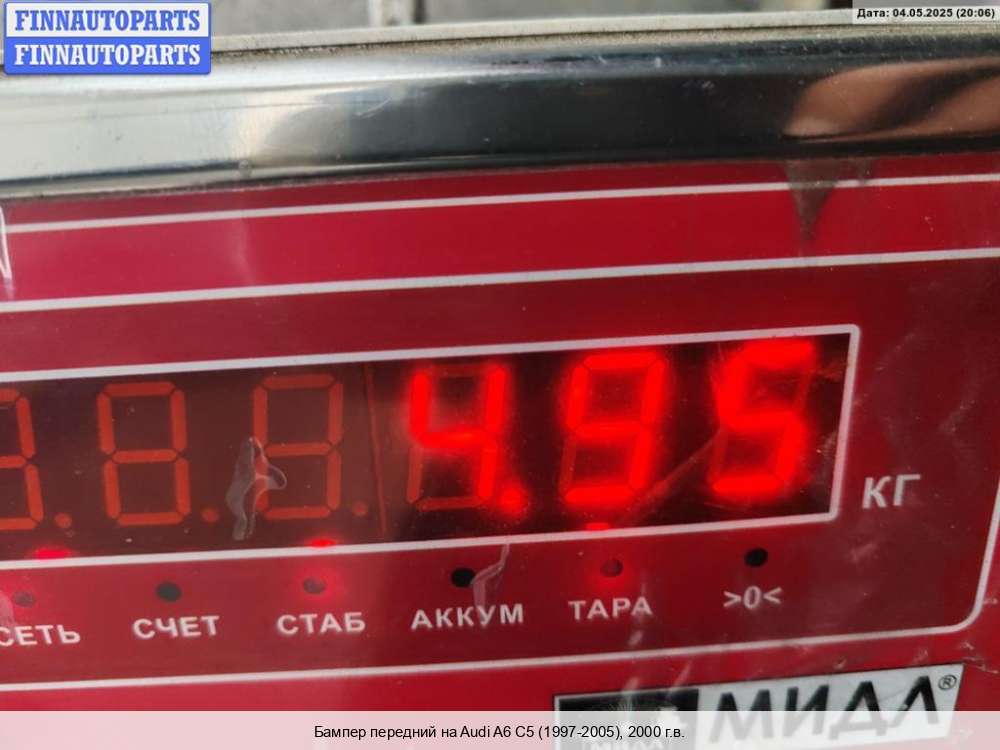 FINNAUTOPARTS
FINNAUTOPARTS
Дата: 04.05.2025 (20:06)
4.95
КГ
СЕТЬ СЧЕТ СТАБ АККУМ ТАРА >0<
МИДЛ®
Бампер передний на Audi A6 C5 (1997-2005), 2000 г.в.